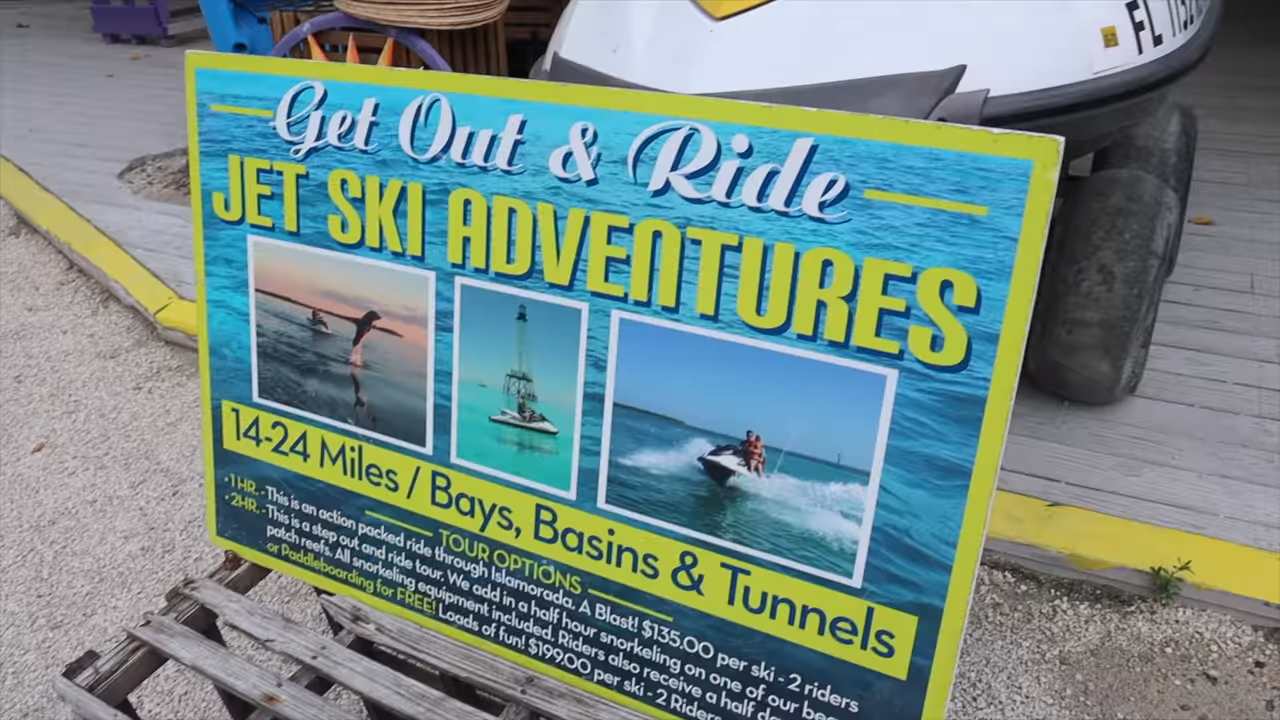 FL
Get Out & Ride
JET SKI ADVENTURES
14-24 Miles / Bays, Basins & Tunnels
TOUR OPTIONS
• 1 HR. - This is an action packed ride through Islamorada. A Blast! $135.00 per ski - 2 riders
• 2HR. - This is a step out and ride tour. We add in a half hour snorkeling on one of our
patch reefs. All snorkeling equipment included. Riders also receive a half
or Paddleboarding for FREE! Loads of fun! $199.00 per ski - 2 Riders